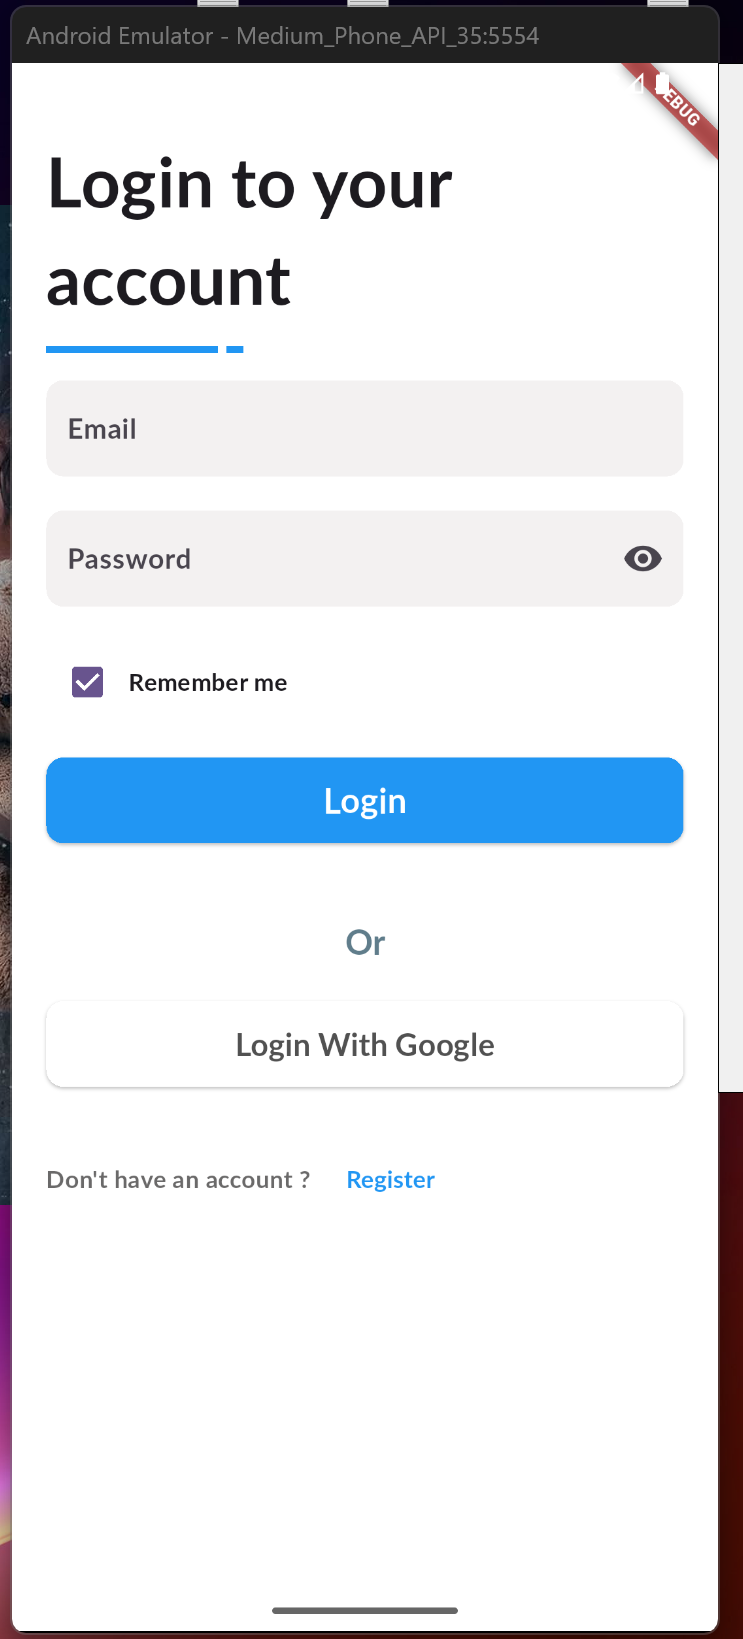 Android Emulator - Medium_Phone_API_35:5554
Login to your
account
Email
Password
Remember me
Login
Or
Login With Google
Don't have an account ? Register